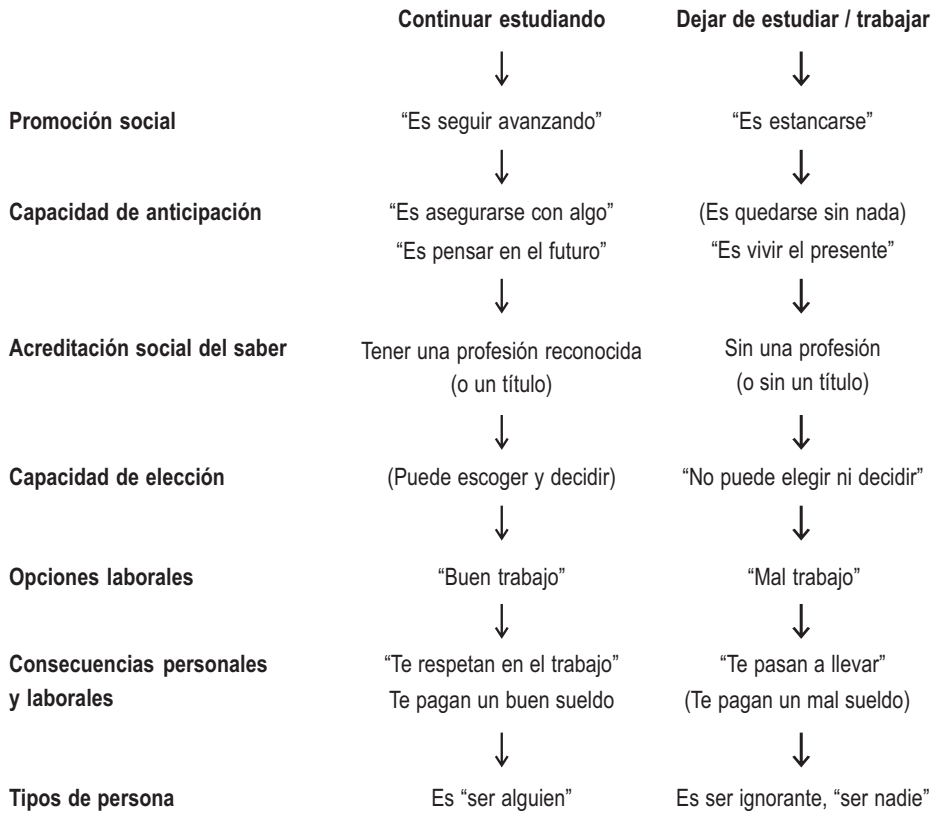 Continuar estudiando Dejar de estudiar / trabajar
Promoción social “Es seguir avanzando” “Es estancarse”
Capacidad de anticipación “Es asegurarse con algo” (Es quedarse sin nada)
“Es pensar en el futuro” “Es vivir el presente”
Acreditación social del saber Tener una profesión reconocida Sin una profesión
(o un título) (o sin un título)
Capacidad de elección (Puede escoger y decidir) “No puede elegir ni decidir”
Opciones laborales “Buen trabajo” “Mal trabajo”
Consecuencias personales “Te respetan en el trabajo” “Te pasan a llevar”
y laborales Te pagan un buen sueldo (Te pagan un mal sueldo)
Tipos de persona Es “ser alguien” Es ser ignorante, “ser nadie”